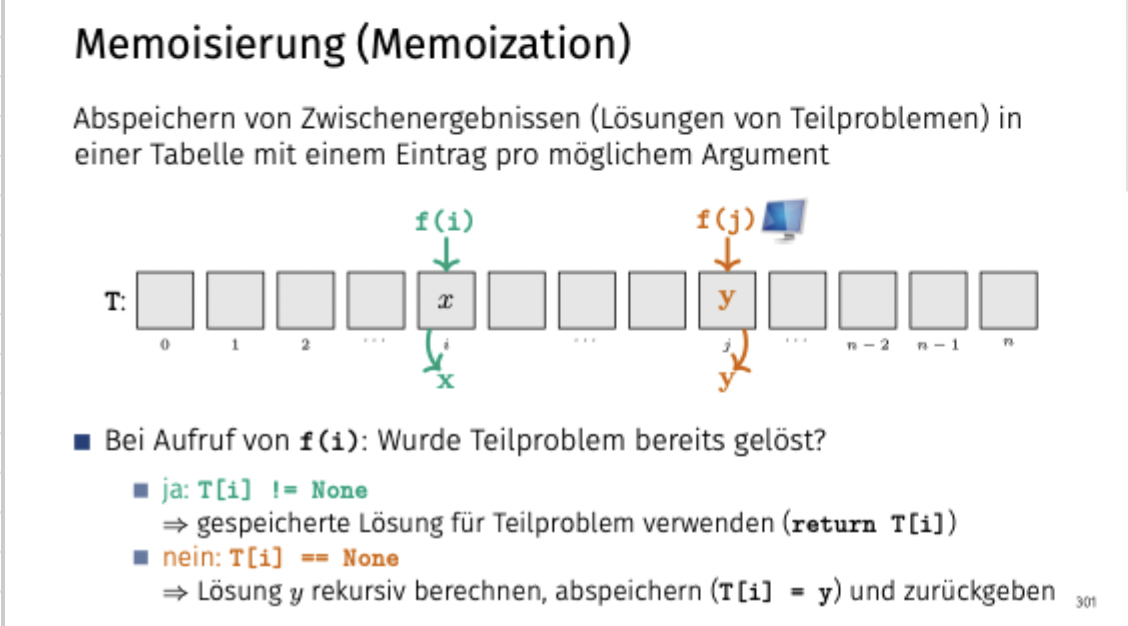 Memoisierung (Memoization)
Abspeichern von Zwischenergebnissen (Lösungen von Teilproblemen) in
einer Tabelle mit einem Eintrag pro möglichem Argument
f(i) f(j)
T: x y
0 1 2 ... i ... j ... n − 2 n − 1 n
x y
■ Bei Aufruf von f(i): Wurde Teilproblem bereits gelöst?
■ ja: T[i] != None
⇒ gespeicherte Lösung für Teilproblem verwenden (return T[i])
■ nein: T[i] == None
⇒ Lösung y rekursiv berechnen, abspeichern (T[i] = y) und zurückgeben
301